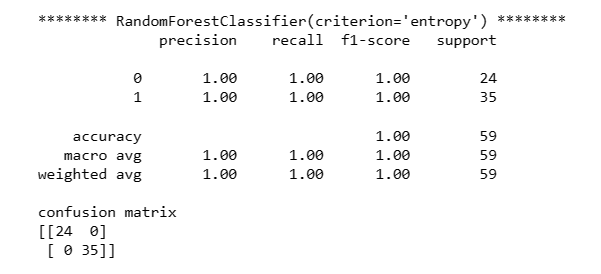 ******** RandomForestClassifier(criterion='entropy') ********
              precision    recall  f1-score   support

           0       1.00      1.00      1.00        24
           1       1.00      1.00      1.00        35

    accuracy                           1.00        59
   macro avg       1.00      1.00      1.00        59
weighted avg       1.00      1.00      1.00        59

confusion matrix
[[24  0]
 [ 0 35]]